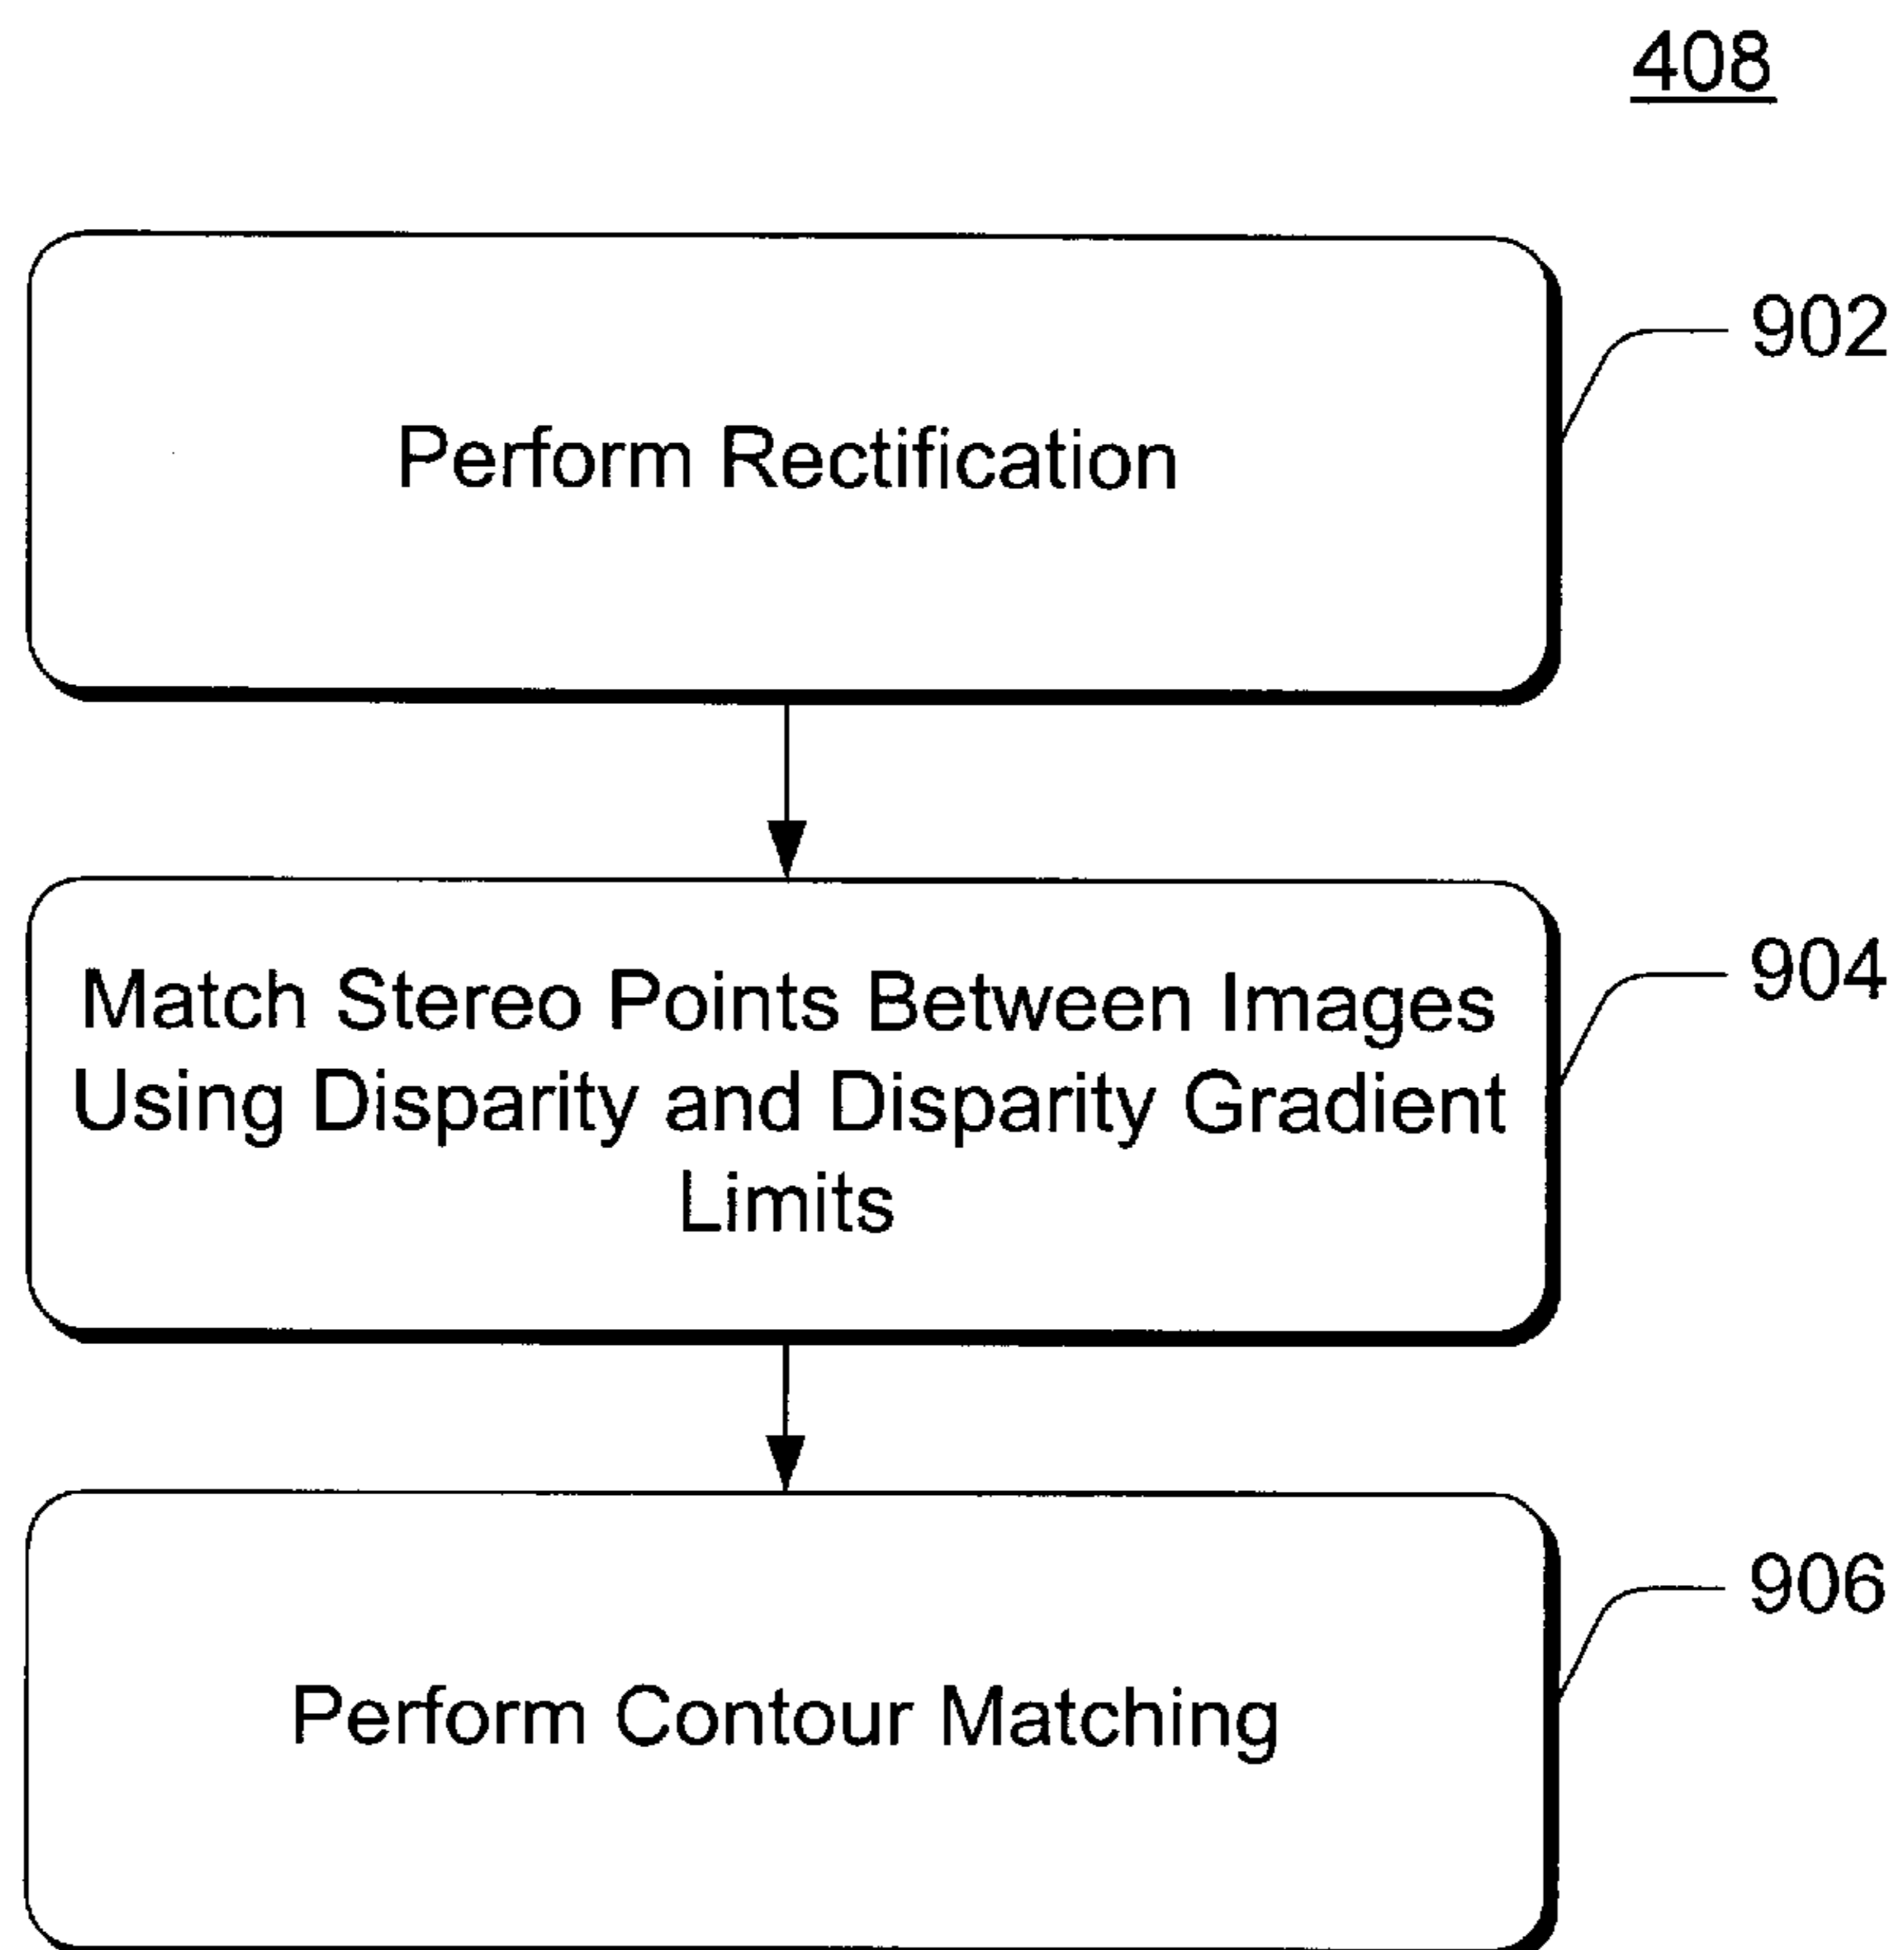 408
Perform Rectification
902
Match Stereo Points Between Images
Using Disparity and Disparity Gradient
Limits
904
Perform Contour Matching
906